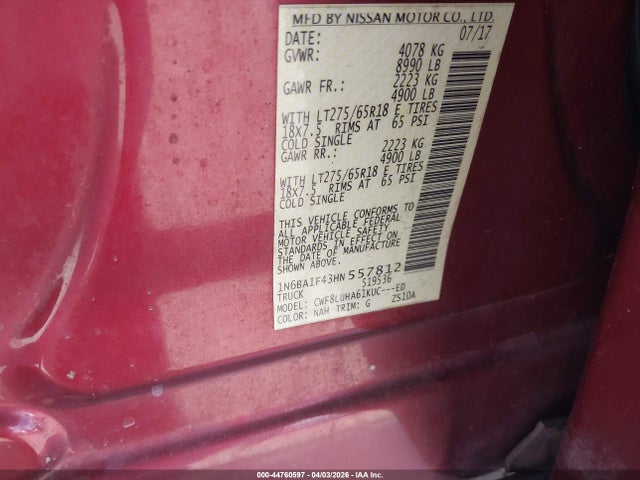 MFD BY NISSAN MOTOR CO., LTD.
DATE: 07/17
GVWR: 4078 KG
8990 LB
GAWR FR.: 2223 KG
4900 LB
WITH LT275/65R18 E TIRES
18x7.5 RIMS AT 65 PSI
COLD SINGLE
GAWR RR.: 2223 KG
4900 LB
WITH LT275/65R18 E TIRES
18x7.5 RIMS AT 65 PSI
COLD SINGLE
THIS VEHICLE CONFORMS TO
ALL APPLICABLE FEDERAL
MOTOR VEHICLE SAFETY
STANDARDS IN EFFECT ON
THE DATE OF MANUFACTURE
SHOWN ABOVE.
1N6BA1F43HN557812
TRUCK 519536
MODEL: CWF8LUHA61KUC---ED
COLOR: NAH TRIM: G ZS10A
000-44760597 - 04/03/2026 - Copyright IAA, Inc.